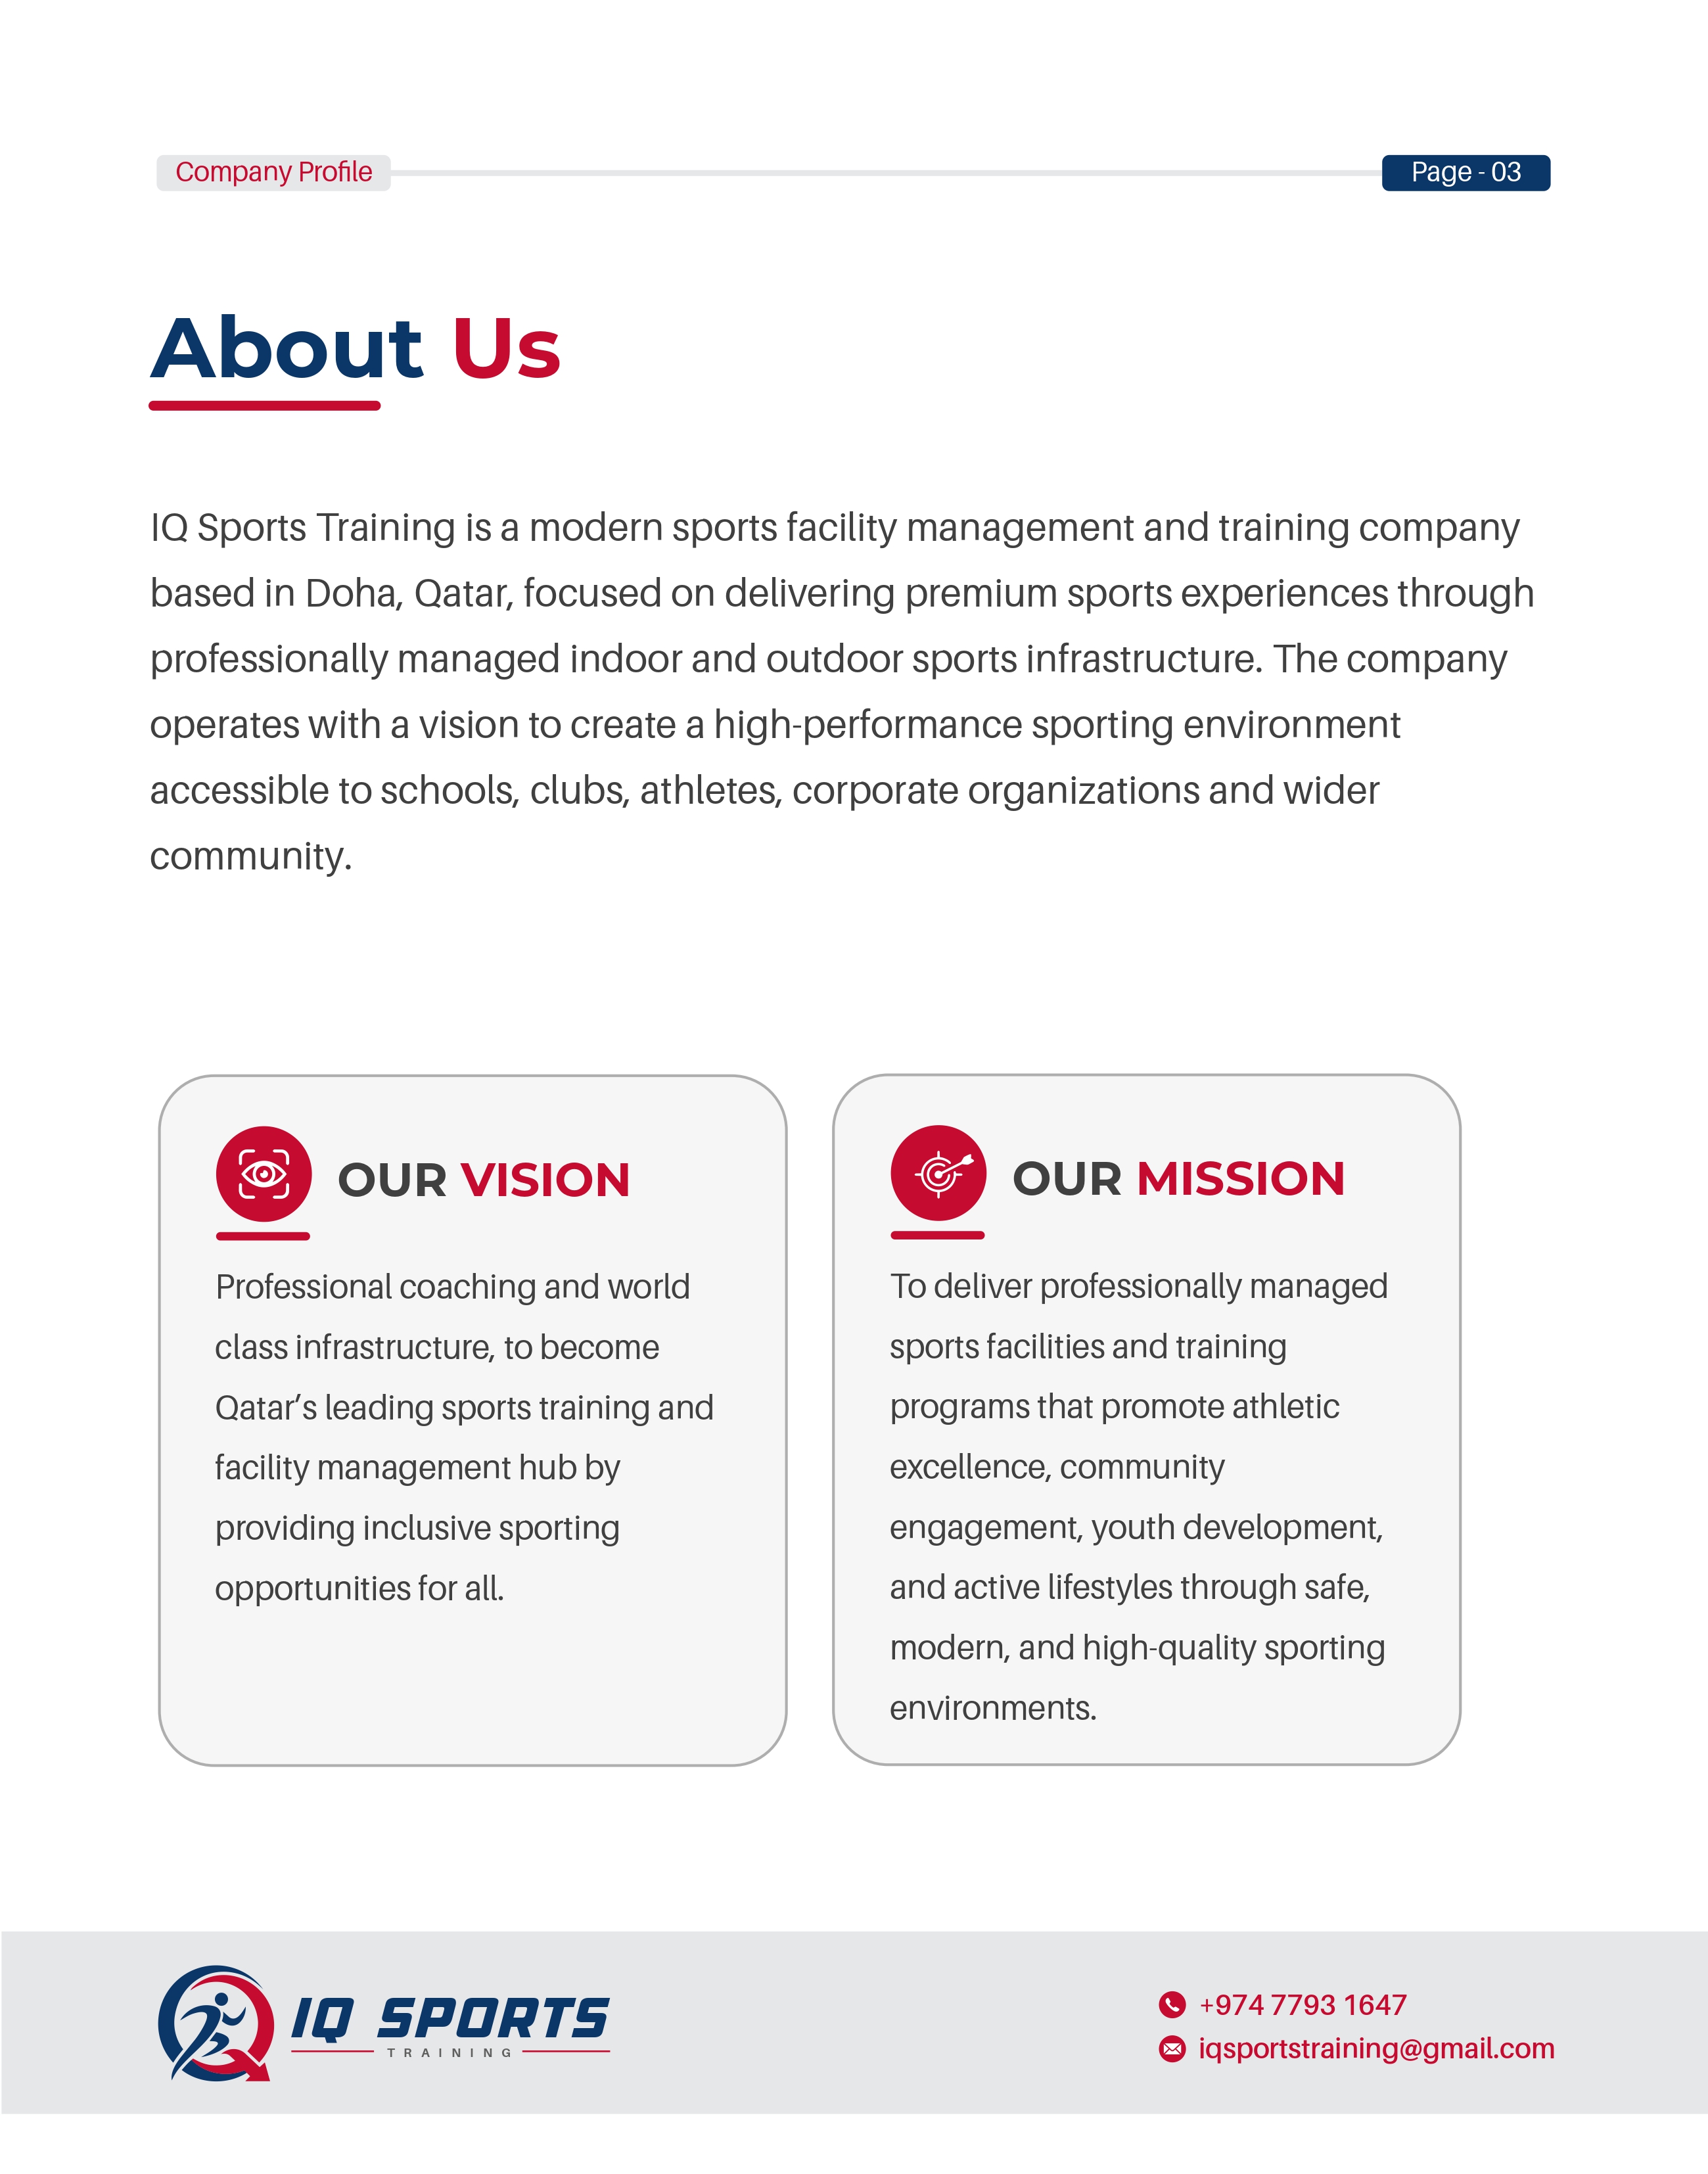 Company Profile
Page - 03
About Us
IQ Sports Training is a modern sports facility management and training company
based in Doha, Qatar, focused on delivering premium sports experiences through
professionally managed indoor and outdoor sports infrastructure. The company
operates with a vision to create a high-performance sporting environment
accessible to schools, clubs, athletes, corporate organizations and wider
community.
OUR VISION
Professional coaching and world
class infrastructure, to become
Qatar’s leading sports training and
facility management hub by
providing inclusive sporting
opportunities for all.
OUR MISSION
To deliver professionally managed
sports facilities and training
programs that promote athletic
excellence, community
engagement, youth development,
and active lifestyles through safe,
modern, and high-quality sporting
environments.
IQ SPORTS
TRAINING
+974 7793 1647
iqsportstraining@gmail.com